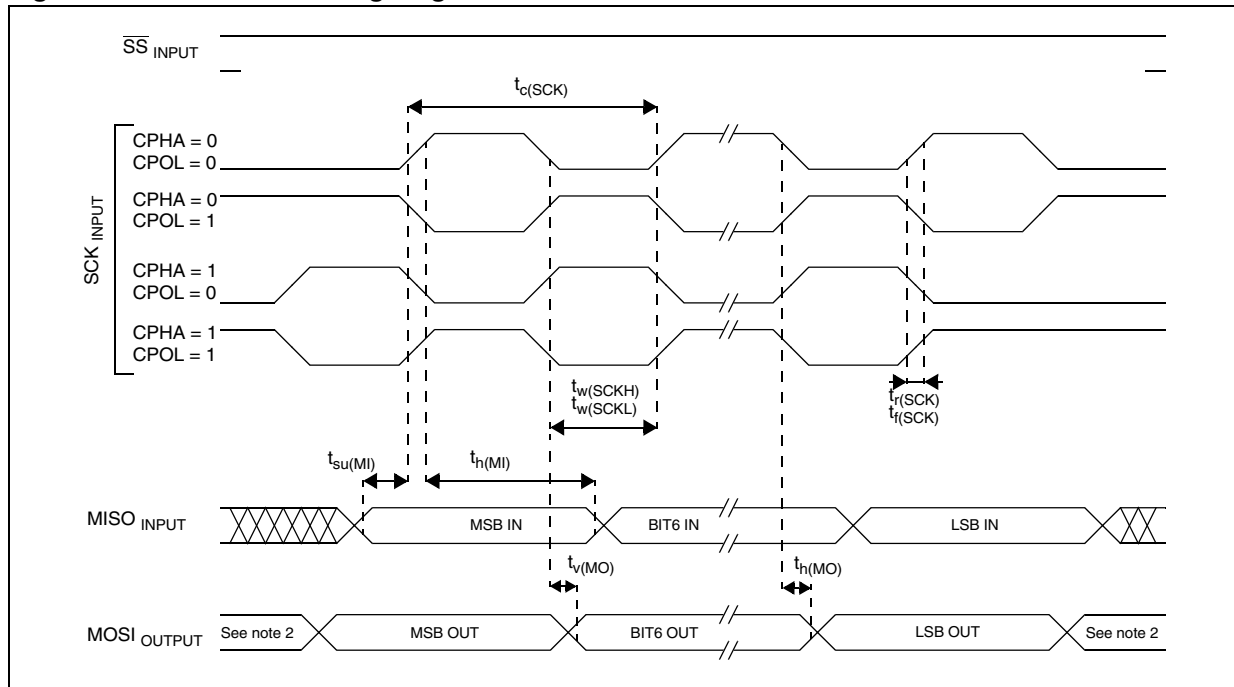 SS INPUT
tc(SCK)
SCK INPUT
CPHA = 0
CPOL = 0
CPHA = 0
CPOL = 1
CPHA = 1
CPOL = 0
CPHA = 1
CPOL = 1
tw(SCKH)
tw(SCKL)
tr(SCK)
tf(SCK)
tsu(MI)
th(MI)
MISO INPUT
MSB IN
BIT6 IN
LSB IN
tv(MO)
th(MO)
MOSI OUTPUT
See note 2
MSB OUT
BIT6 OUT
LSB OUT
See note 2